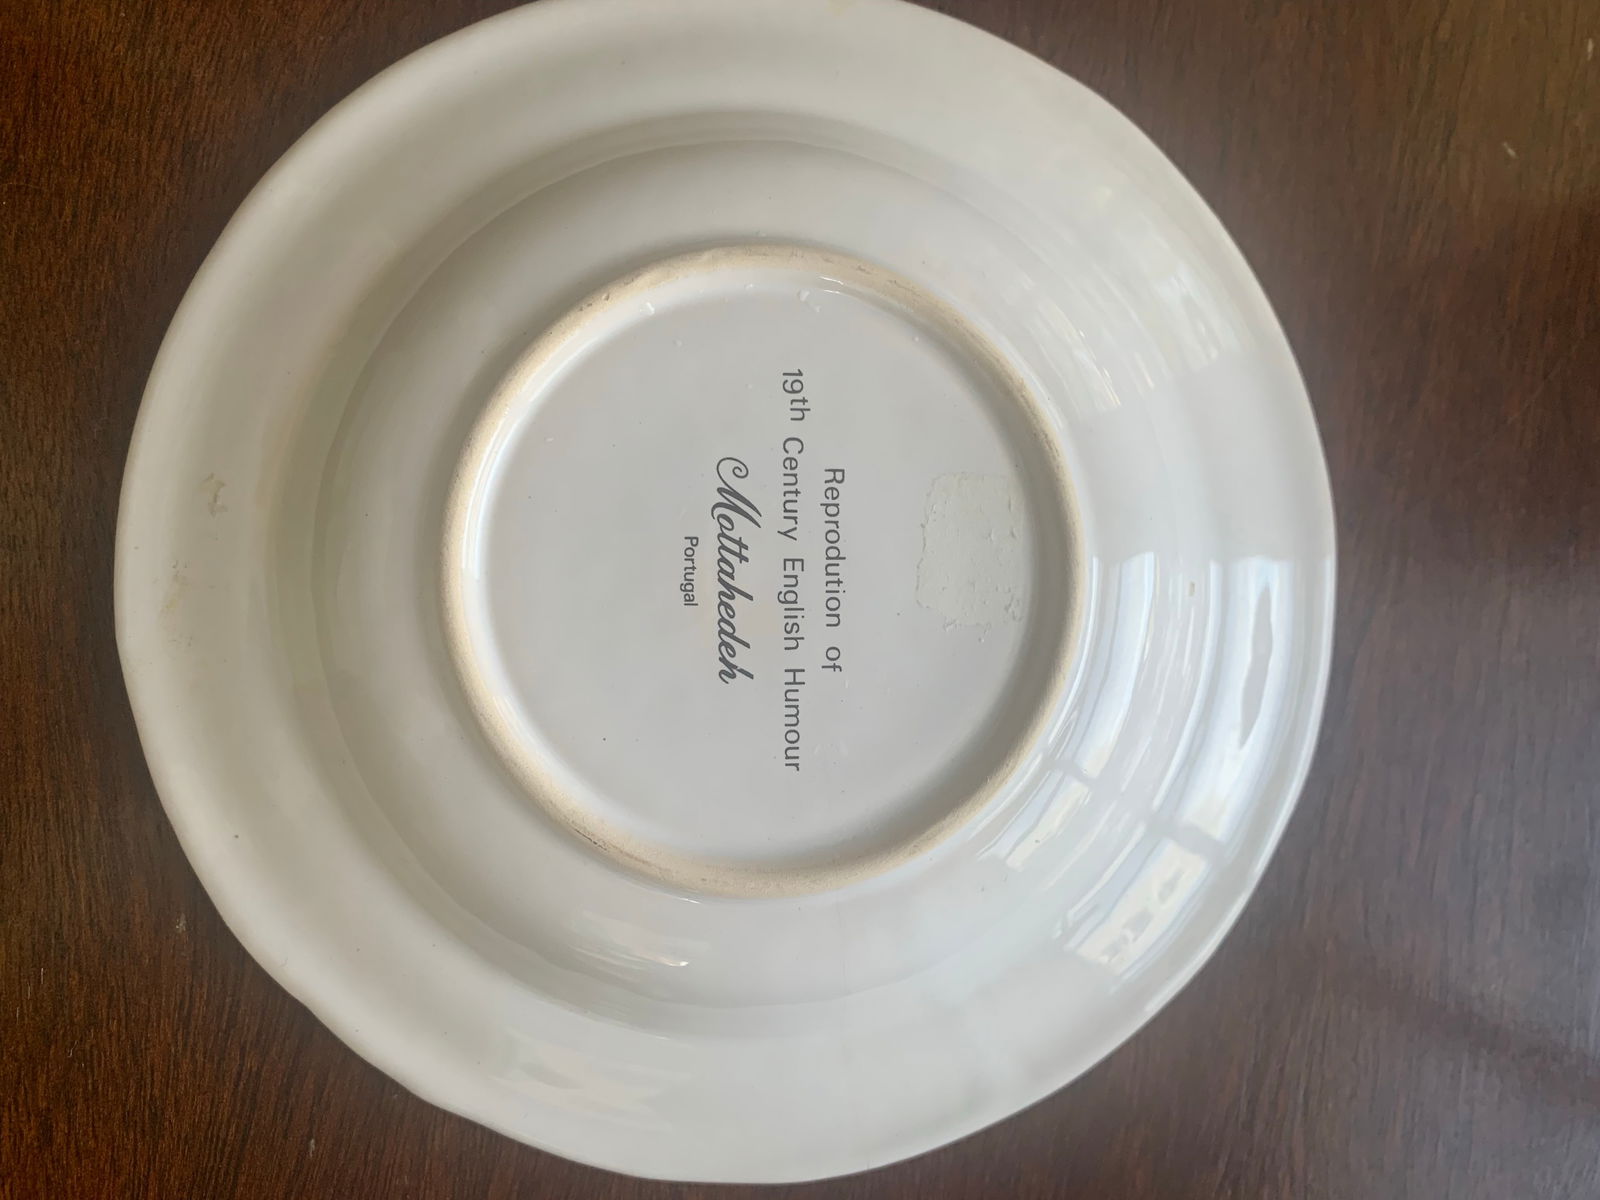 Reprodution of
19th Century English Humour
Mottahedeh
Portugal